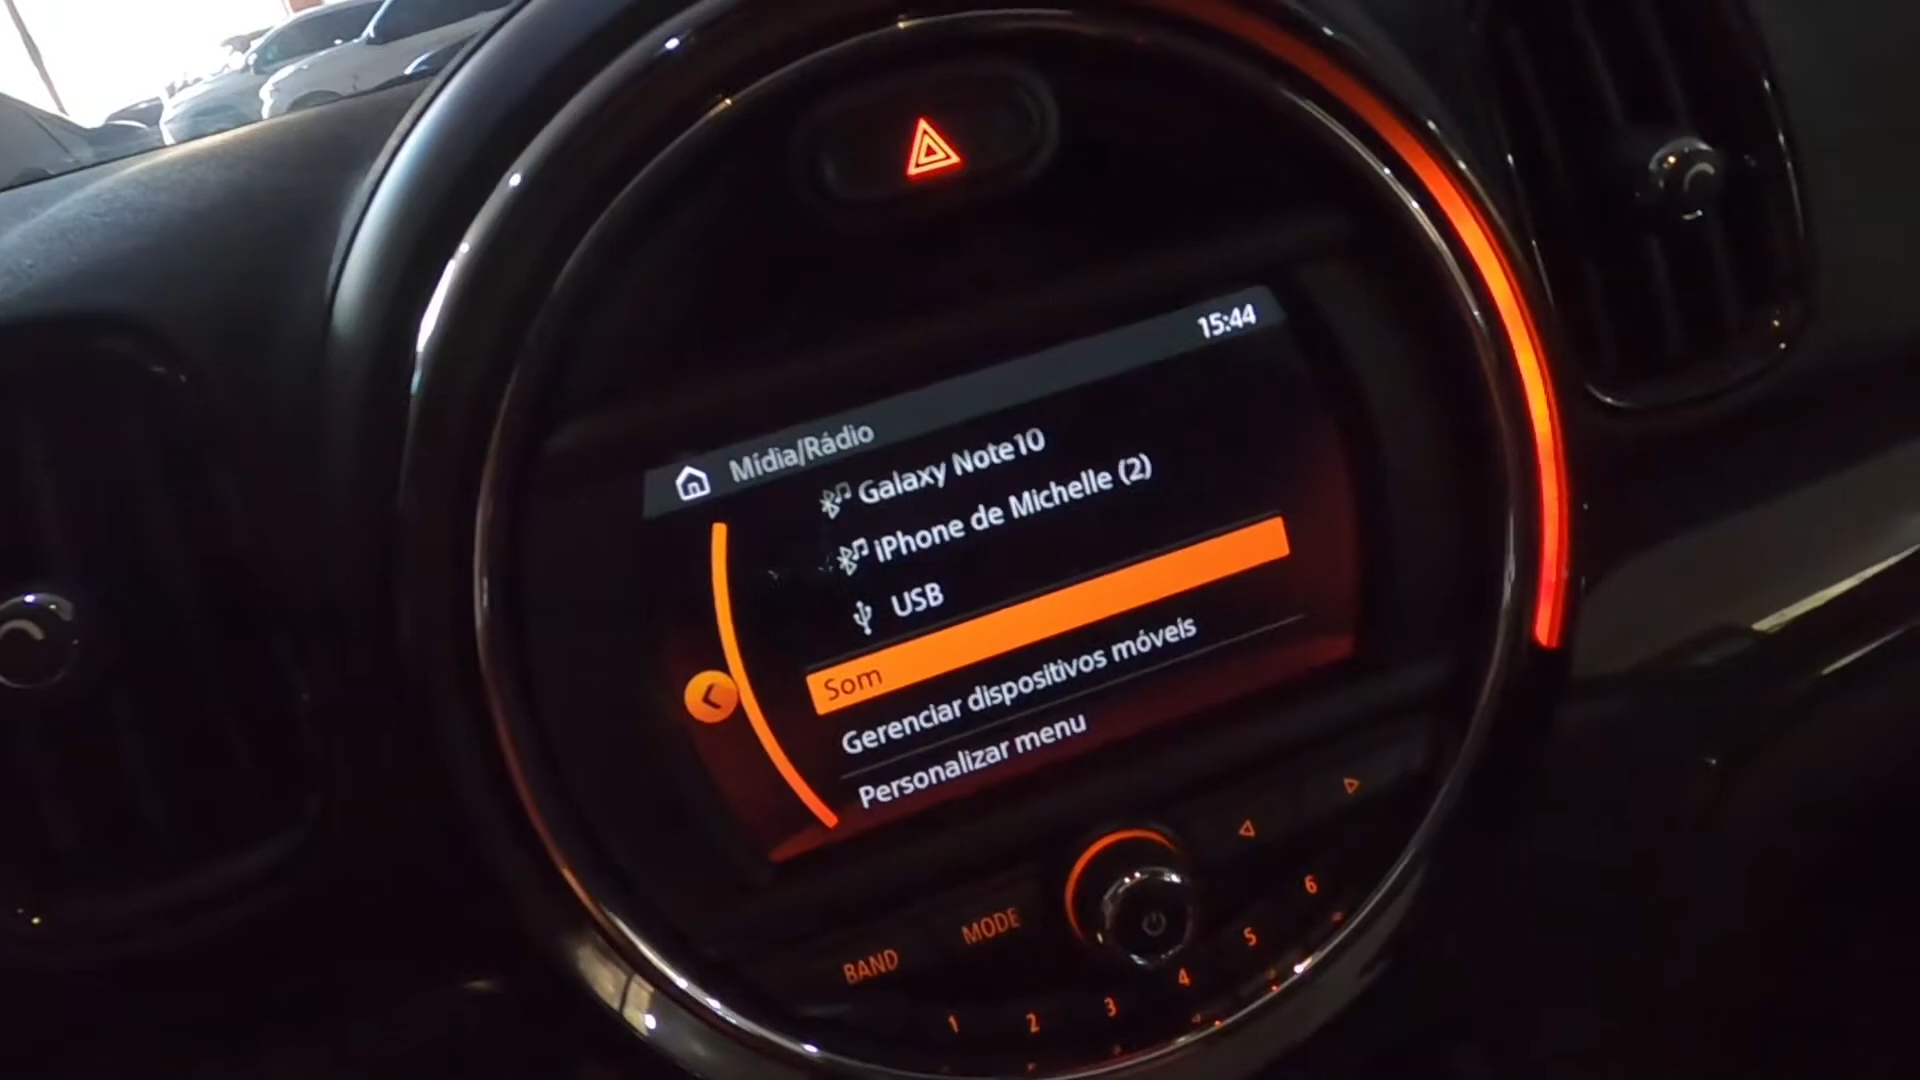 15:44
Mídia/Rádio
Galaxy Note10
iPhone de Michelle (2)
USB
Som
Gerenciar dispositivos móveis
Personalizar menu
BAND
MODE
1
2
3
4
5
6